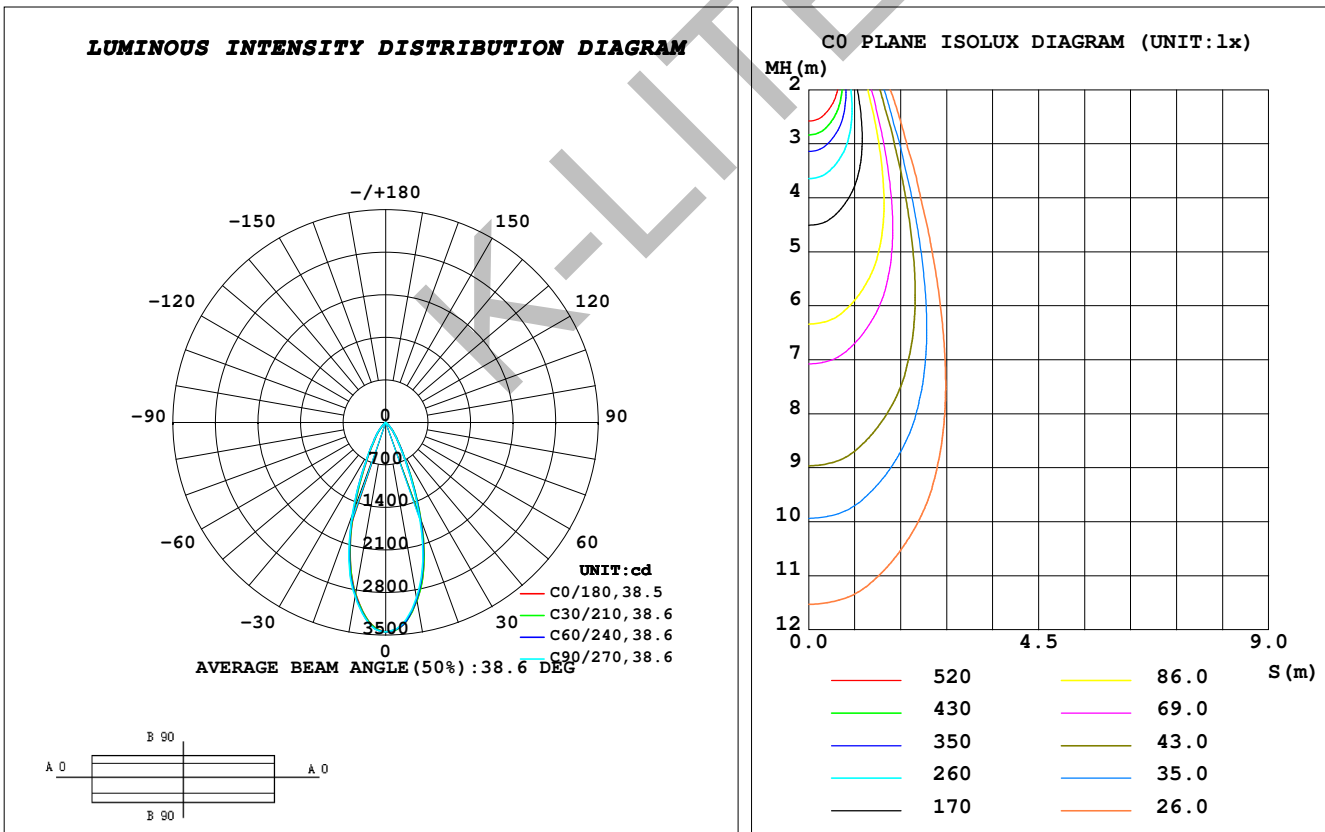 LUMINOUS INTENSITY DISTRIBUTION DIAGRAM
-/+180
-150
150
-120
120
-90
90
-60
60
-30
30
0
0
700
1400
2100
2800
3500
UNIT:cd
C0/180,38.5
C30/210,38.6
C60/240,38.6
C90/270,38.6
AVERAGE BEAM ANGLE(50%):38.6 DEG
B 90
A 0
A 0
B 90
K-LITE
C0 PLANE ISOLUX DIAGRAM (UNIT:lx)
MH(m)
2
3
4
5
6
7
8
9
10
11
12
0.0
4.5
9.0
S(m)
520
86.0
430
69.0
350
43.0
260
35.0
170
26.0